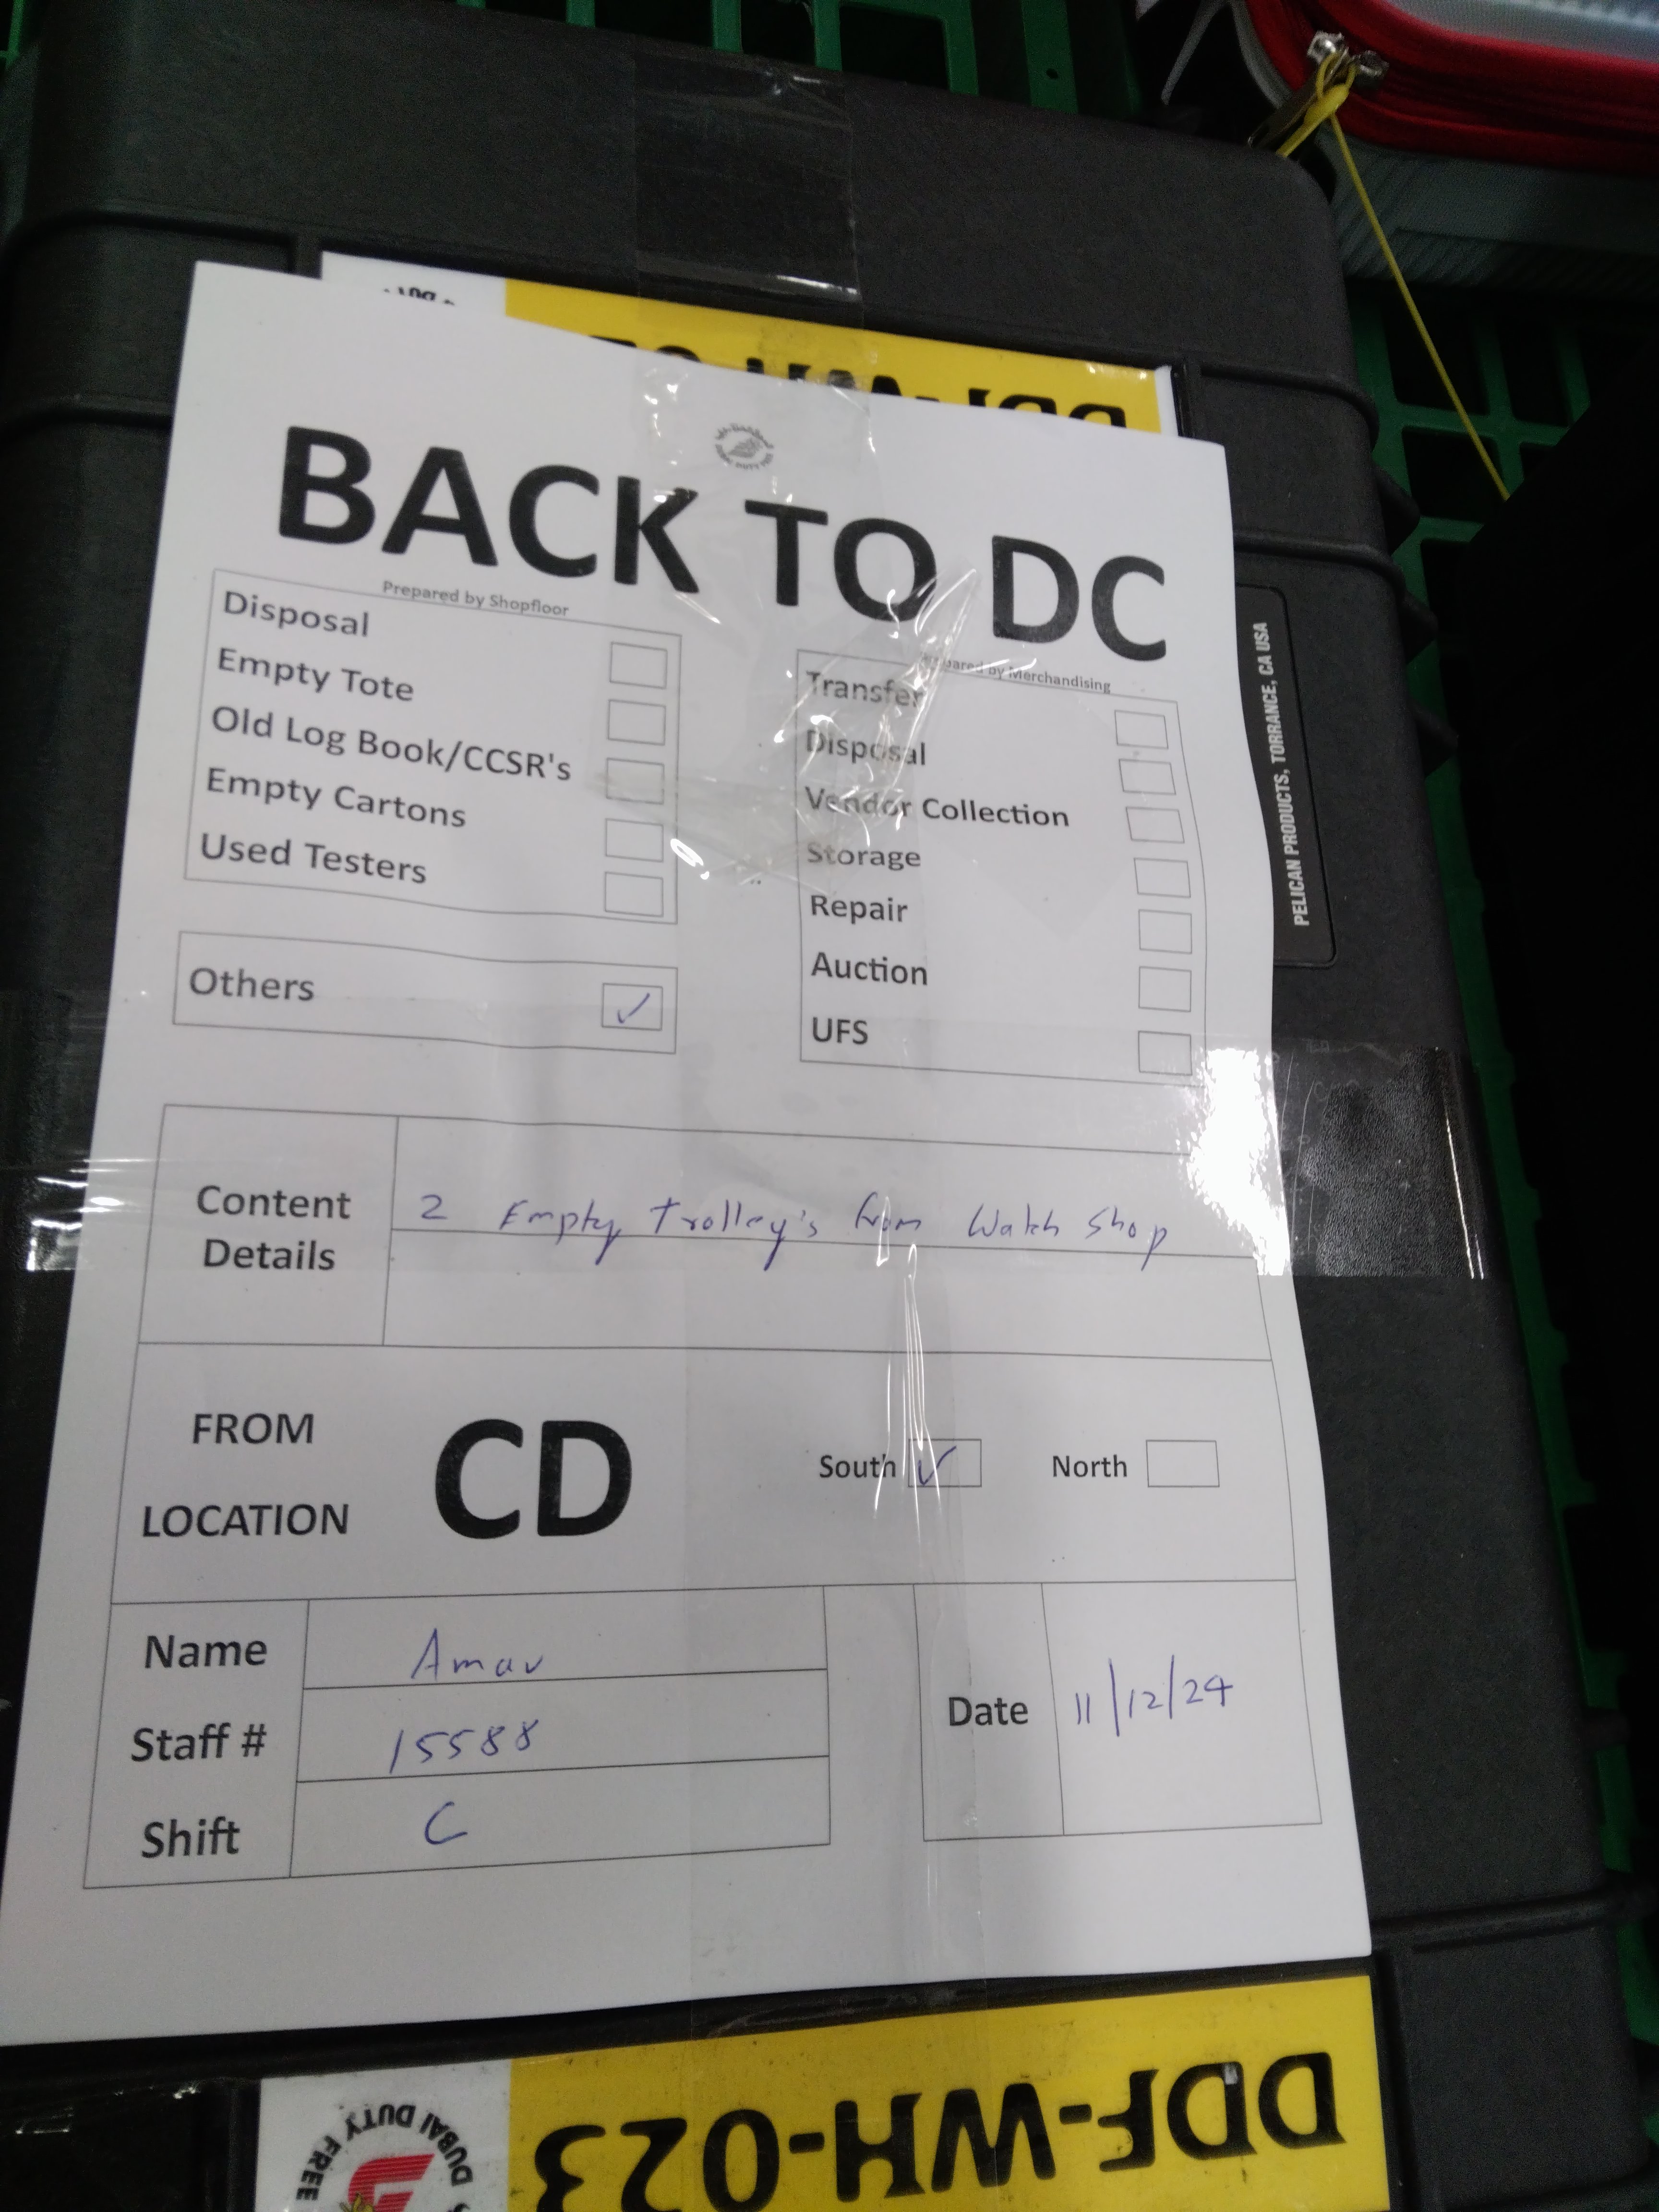 BACK TO DC
Prepared by Shopfloor
Disposal
Empty Tote
Old Log Book/CCSR's
Empty Cartons
Used Testers
Others ✓
Prepared by Merchandising
Transfer
Disposal
Vendor Collection
Storage
Repair
Auction
UFS
Content Details
2 Empty Trolley's from Watch Shop
FROM LOCATION
CD
South ✓ North
Name Amar
Staff # 15588
Shift C
Date 11/12/24
PELICAN PRODUCTS, TORRANCE, CA USA
DUBAI DUTY FREE
DDF-WH-023